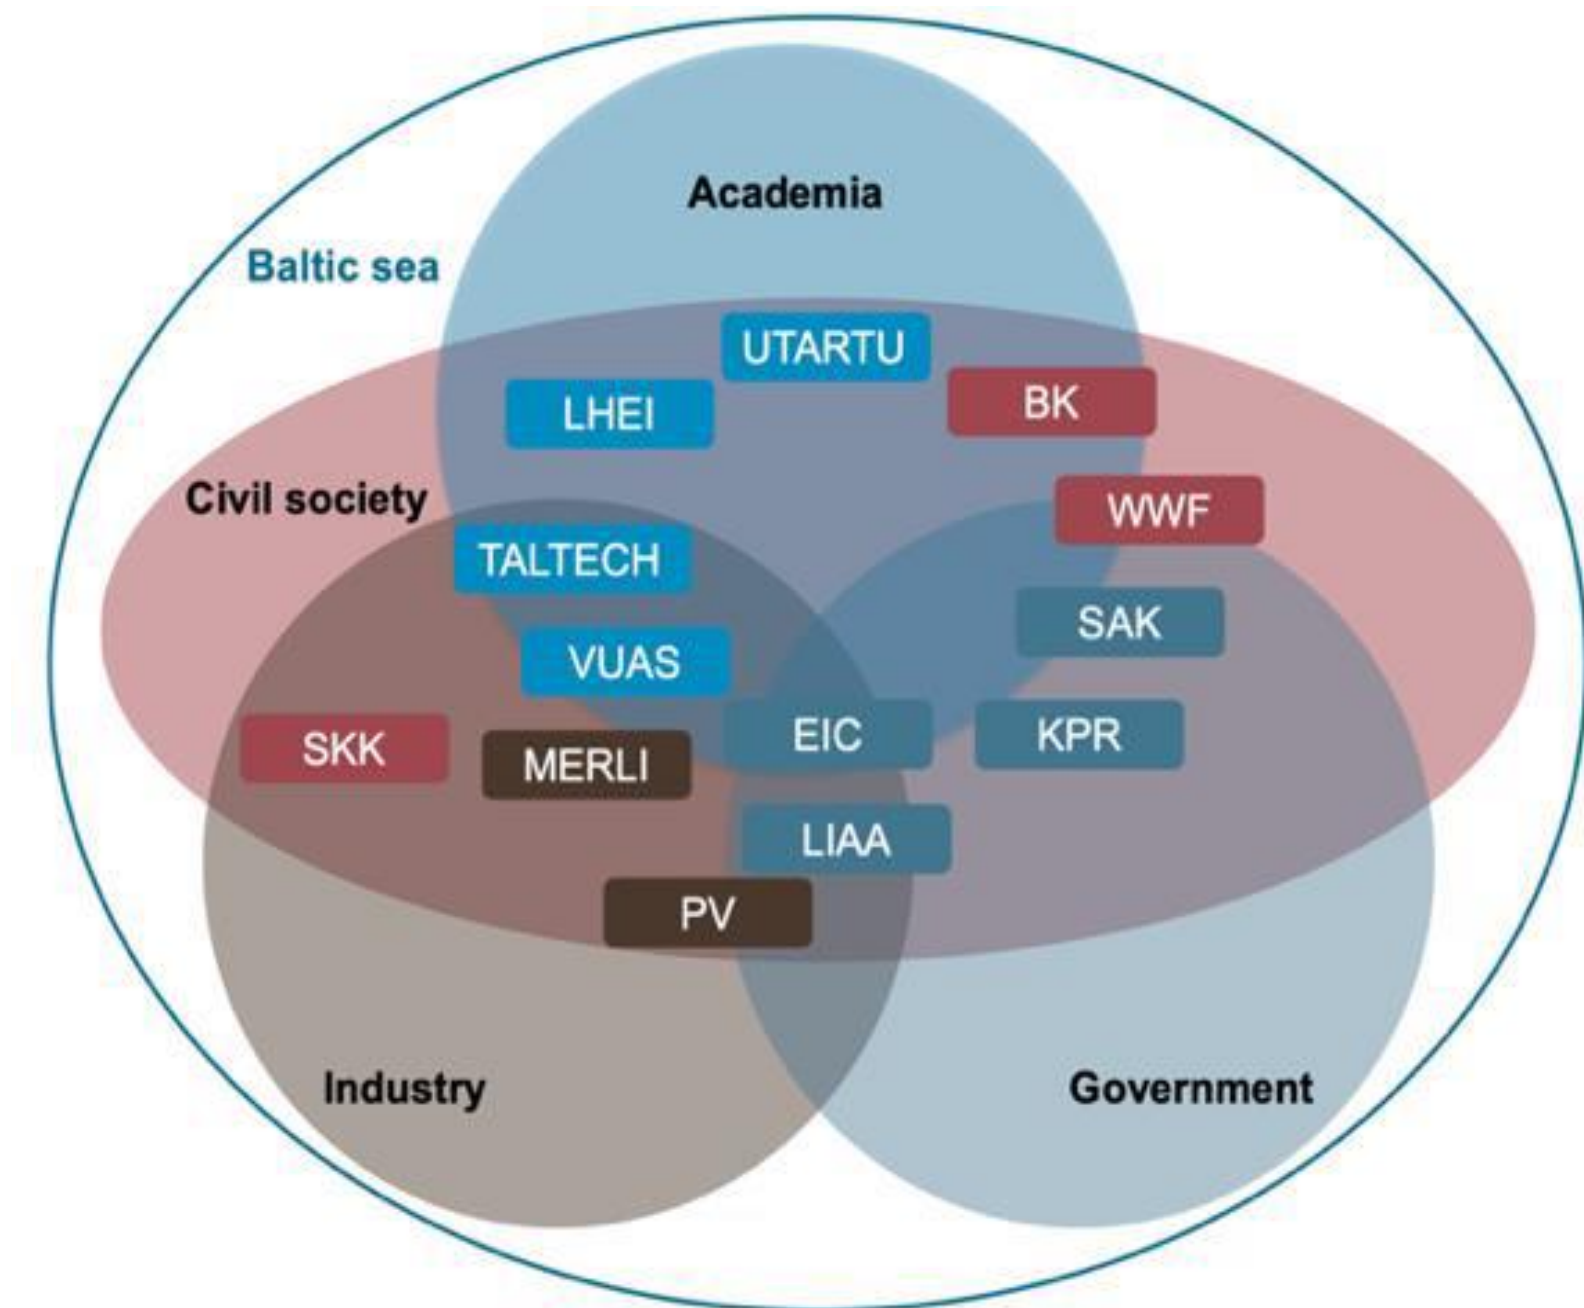 Academia
Baltic sea
UTARTU
BK
LHEI
Civil society
WWF
TALTECH
SAK
VUAS
EIC
KPR
SKK
MERLI
LIAA
PV
Industry
Government